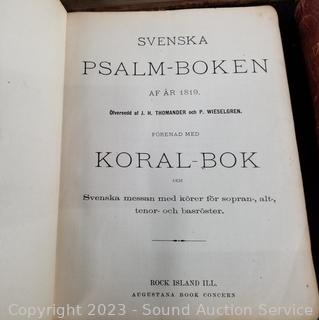 SVENSKA
PSALM-BOKEN
AF ÅR 1819.
Öfversedd af J. H. THOMANDER och P. WIESELGREN.
FÖRENAD MED
KORAL-BOK
OCH
Svenska messan med körer för sopran-, alt-,
tenor- och basröster.
ROCK ISLAND ILL.
AUGUSTANA BOOK CONCERN
Copyright 2023 - Sound Auction Service